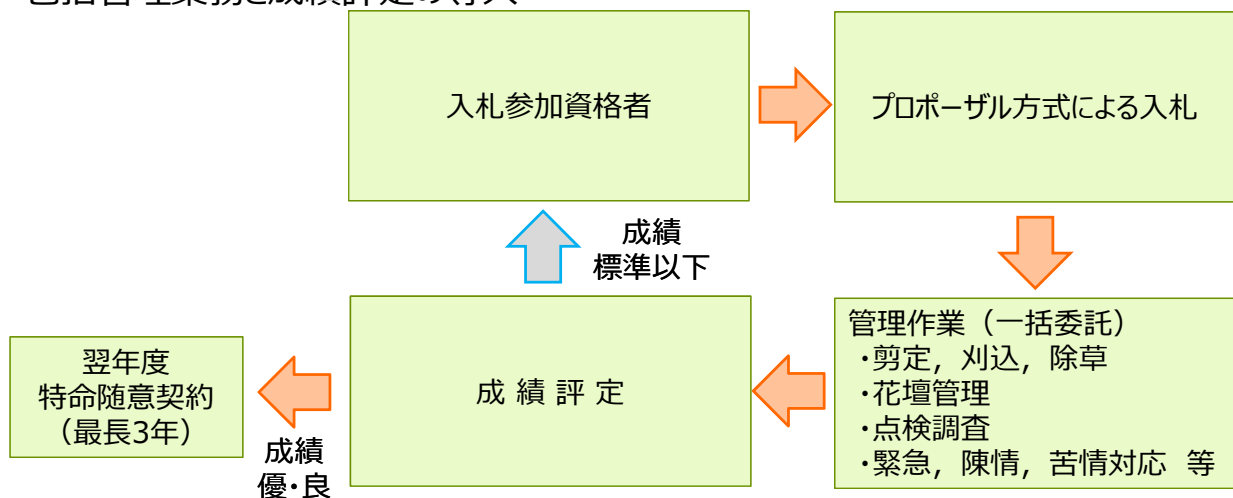 入札参加資格者
プロポーザル方式による入札
成績
標準以下
管理作業（一括委託）
・剪定，刈込，除草
・花壇管理
・点検調査
・緊急，陳情，苦情対応 等
成 績 評 定
翌年度
特命随意契約
（最長3年）
成績
優・良